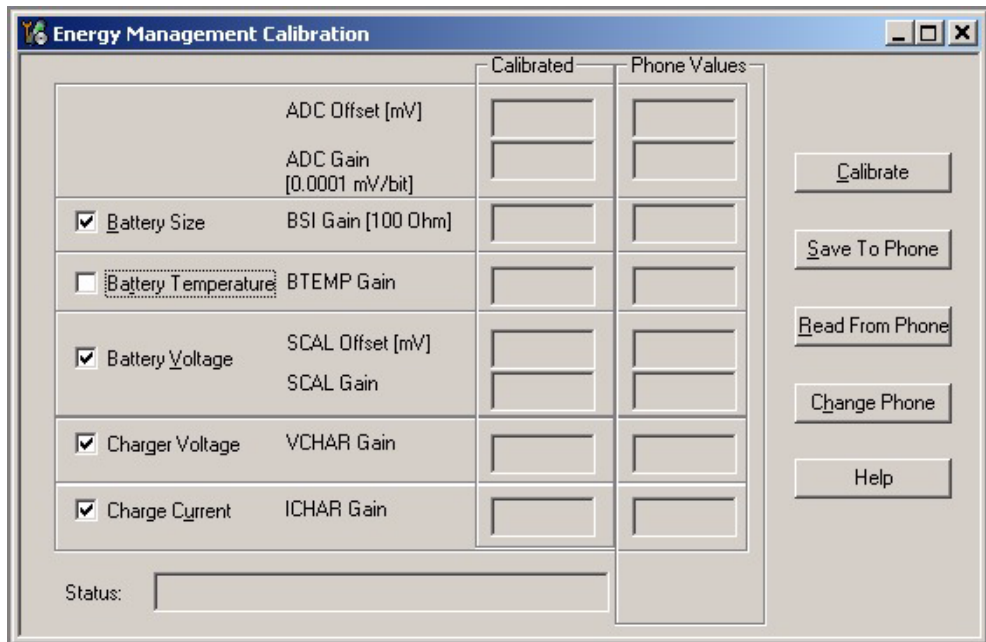 Energy Management Calibration
Calibrated Phone Values
ADC Offset [mV]
ADC Gain
[0.0001 mV/bit]
Calibrate
Battery Size BSI Gain [100 Ohm]
Save To Phone
Battery Temperature BTEMP Gain
Read From Phone
Battery Voltage SCAL Offset [mV]
SCAL Gain
Change Phone
Charger Voltage VCHAR Gain
Help
Charge Current ICHAR Gain
Status: